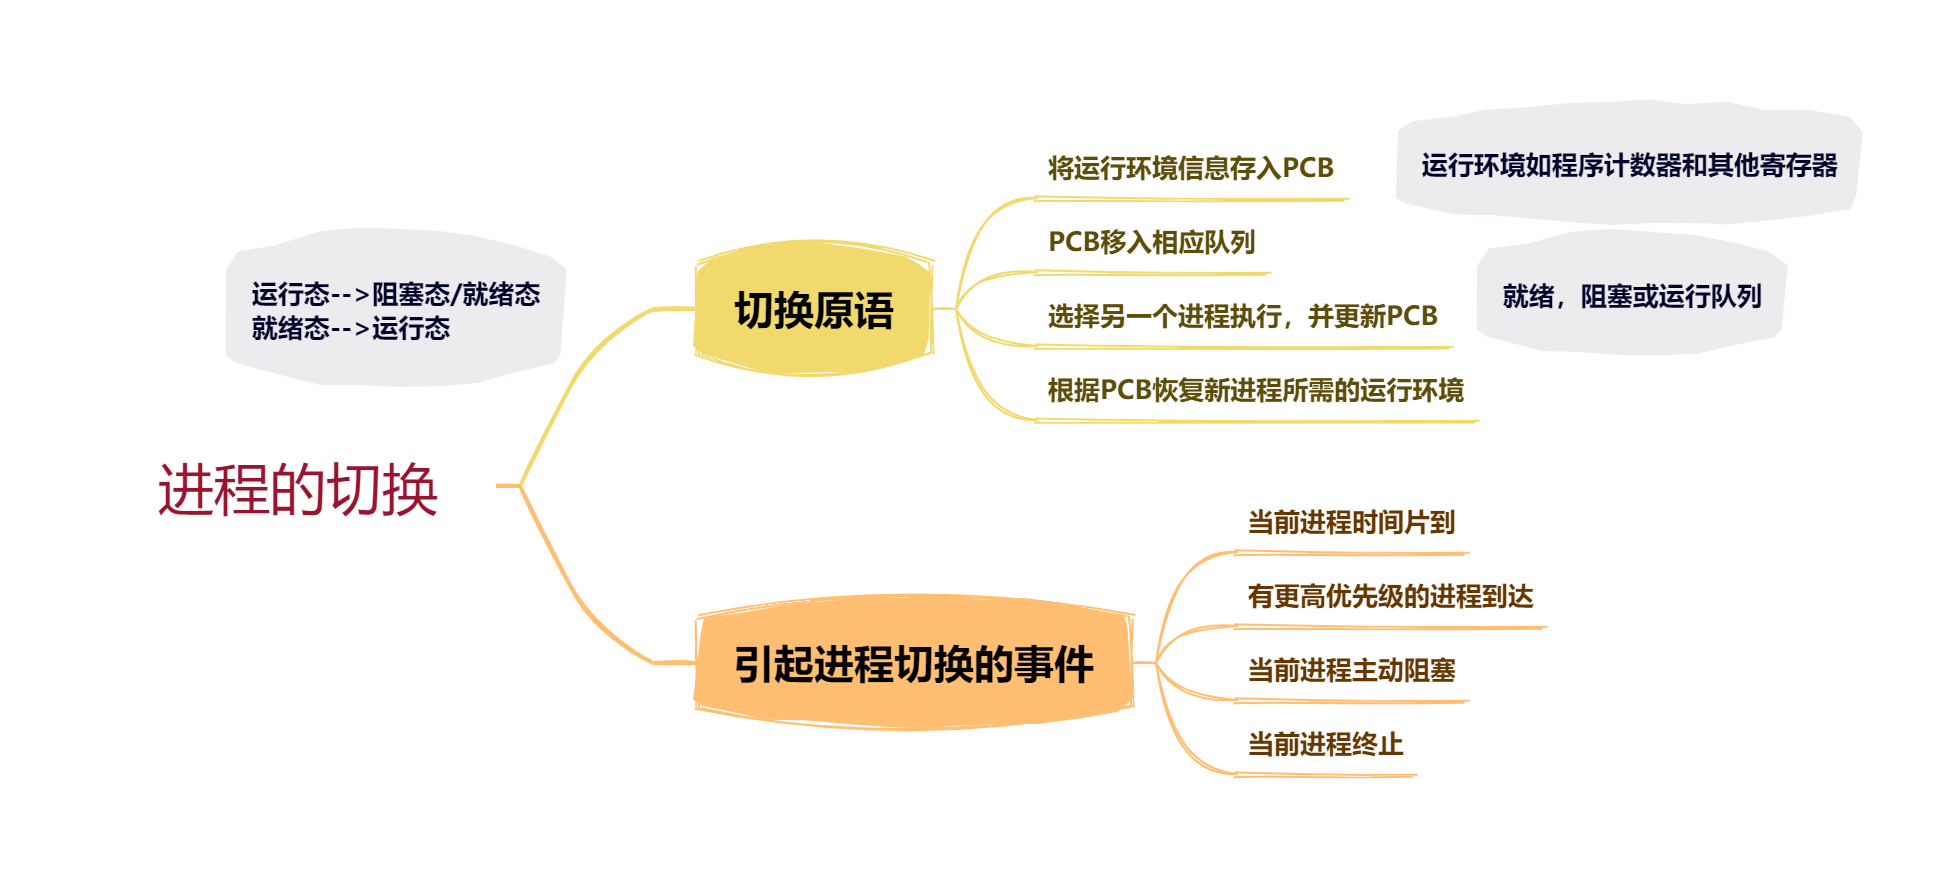 进程的切换
运行态-->阻塞态/就绪态
就绪态-->运行态
切换原语
将运行环境信息存入PCB
运行环境如程序计数器和其他寄存器
PCB移入相应队列
就绪，阻塞或运行队列
选择另一个进程执行，并更新PCB
根据PCB恢复新进程所需的运行环境
引起进程切换的事件
当前进程时间片到
有更高优先级的进程到达
当前进程主动阻塞
当前进程终止